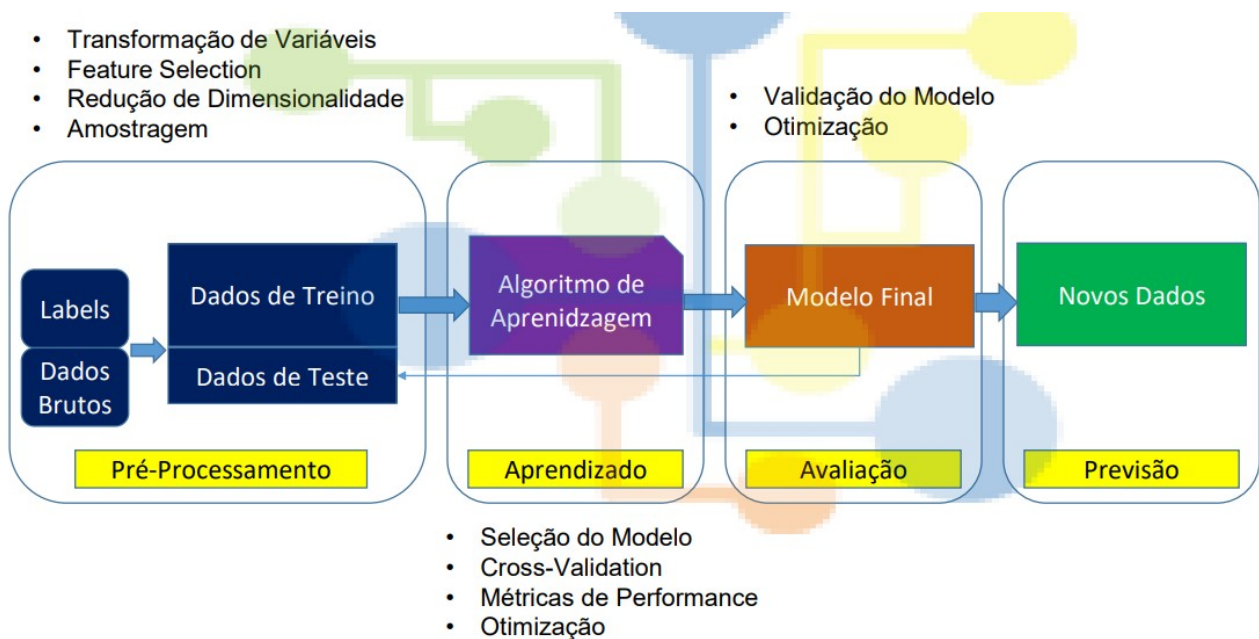 • Transformação de Variáveis
• Feature Selection
• Redução de Dimensionalidade
• Amostragem
• Validação do Modelo
• Otimização
Labels
Dados
Brutos
Dados de Treino
Dados de Teste
Algoritmo de
Aprenidzagem
Modelo Final
Novos Dados
Pré-Processamento
Aprendizado
Avaliação
Previsão
• Seleção do Modelo
• Cross-Validation
• Métricas de Performance
• Otimização